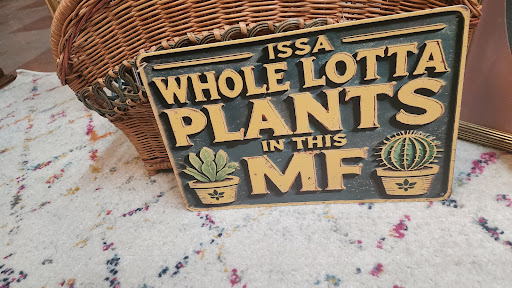 ISSA
WHOLE LOTTA
PLANTS
IN THIS
MF